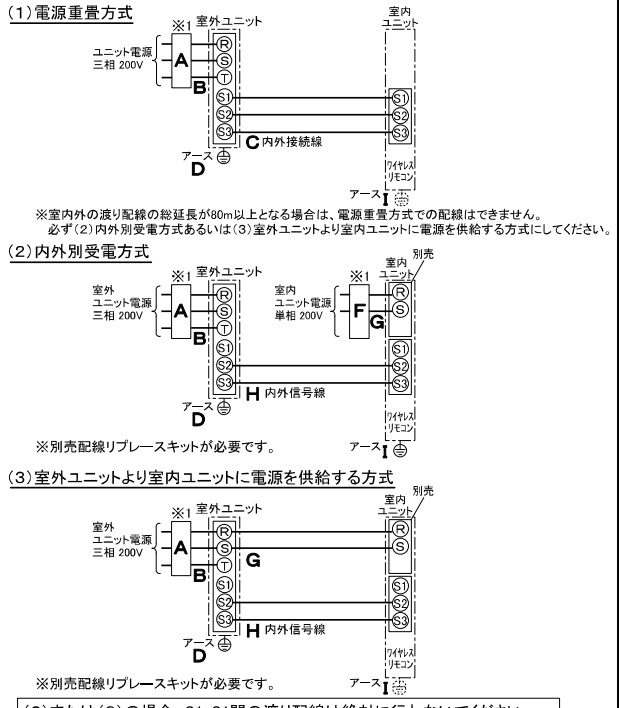 (1)電源重畳方式
※1
室外ユニット
室内
ユニット
ユニット電源
三相 200V
A
B
R
S
T
S1
S2
S3
S1
S2
S3
C 内外接続線
アース
D
ワイヤレス
リモコン
アース I
※室内外の渡り配線の総延長が80m以上となる場合は、電源重畳方式での配線はできません。
必ず(2)内外別受電方式あるいは(3)室外ユニットより室内ユニットに電源を供給する方式にしてください。
(2)内外別受電方式
※1
室外ユニット
※1
室内
ユニット
別売
室外
ユニット電源
三相 200V
A
B
R
S
T
S1
S2
S3
室内
ユニット電源
単相 200V
F
G
R
S
S1
S2
S3
H 内外信号線
アース
D
ワイヤレス
リモコン
アース I
※別売配線リプレースキットが必要です。
(3)室外ユニットより室内ユニットに電源を供給する方式
※1
室外ユニット
室内
ユニット
別売
室外
ユニット電源
三相 200V
A
B
R
S
T
S1
S2
S3
G
R
S
S1
S2
S3
H 内外信号線
アース
D
ワイヤレス
リモコン
アース I
※別売配線リプレースキットが必要です。